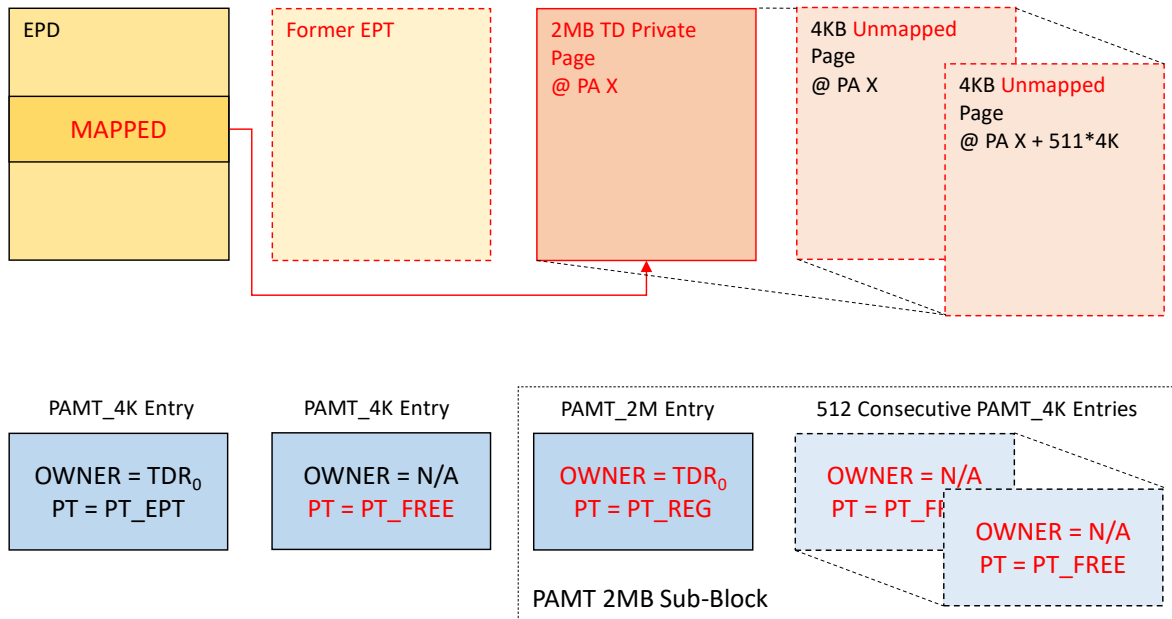 EPD
MAPPED
Former EPT
2MB TD Private
Page
@ PA X
4KB Unmapped
Page
@ PA X
4KB Unmapped
Page
@ PA X + 511*4K
PAMT_4K Entry
OWNER = TDR₀
PT = PT_EPT
PAMT_4K Entry
OWNER = N/A
PT = PT_FREE
PAMT_2M Entry
OWNER = TDR₀
PT = PT_REG
512 Consecutive PAMT_4K Entries
OWNER = N/A
PT =
OWNER = N/A
PT = PT_FREE
PAMT 2MB Sub-Block